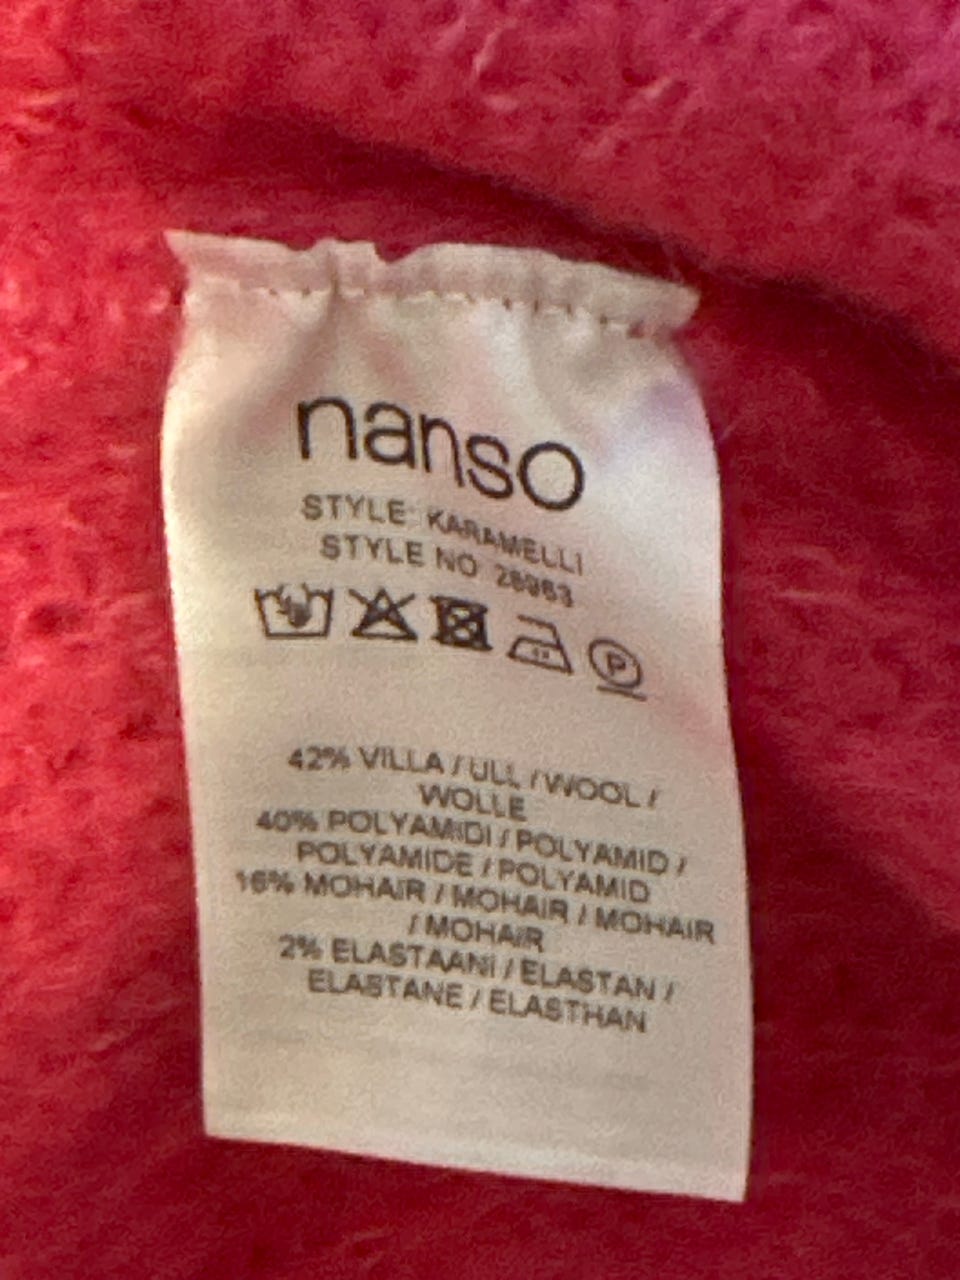 nanso
STYLE: KARAMELLI
STYLE NO
P
42% VILLA / ULL / WOOL /
WOLLE
40% POLYAMIDI / POLYAMID /
POLYAMIDE / POLYAMID
16% MOHAIR / MOHAIR / MOHAIR
/ MOHAIR
2% ELASTAANI / ELASTAN /
ELASTANE / ELASTHAN